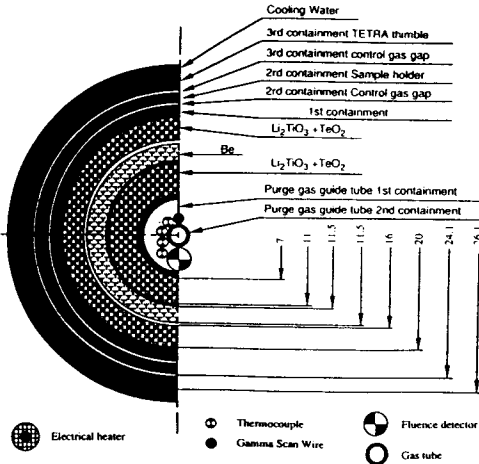 Cooling Water
3rd containment TETRA thimble
3rd containment control gas gap
2rd containment Sample holder
2rd containment Control gas gap
1st containment
Li2TiO3 +TeO2
Be
Li2TiO3 +TeO2
Purge gas guide tube 1st containment
Purge gas guide tube 2nd containment
7
11
11.5
11.5
16
20
24.1
26.1
Electrical heater
Thermocouple
Gamma Scan Wire
Fluence detector
Gas tube